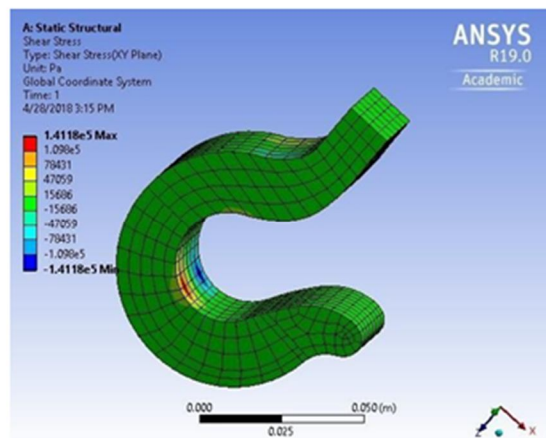 A: Static Structural
Shear Stress
Type: Shear Stress(XY Plane)
Unit: Pa
Global Coordinate System
Time: 1
4/28/2018 3:15 PM
1.4118e5 Max
1.098e5
78431
47059
15686
-15686
-47059
-78431
-1.098e5
-1.4118e5 Min
ANSYS
R19.0
Academic
0.000
0.050 (m)
0.025
Z
X